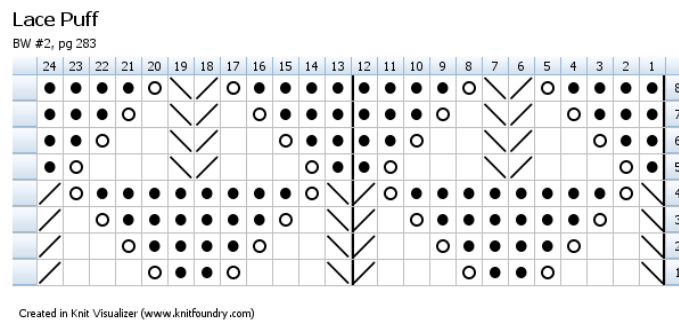 Lace Puff
BW #2, pg 283
24 23 22 21 20 19 18 17 16 15 14 13 12 11 10 9 8 7 6 5 4 3 2 1
8
7
6
5
4
3
2
1
Created in Knit Visualizer (www.knitfoundry.com)